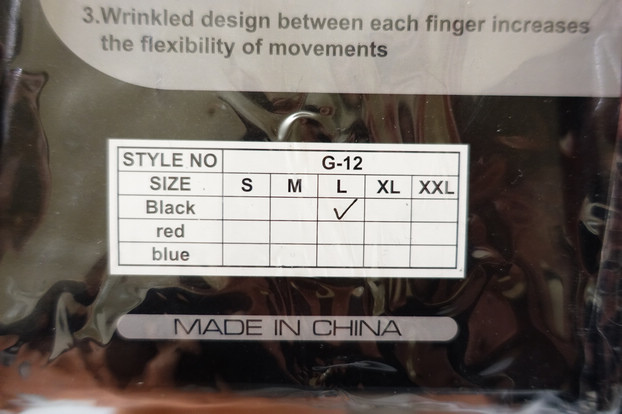 3.Wrinkled design between each finger increases
the flexibility of movements
STYLE NO G-12
SIZE S M L XL XXL
Black ✓
red
blue
MADE IN CHINA